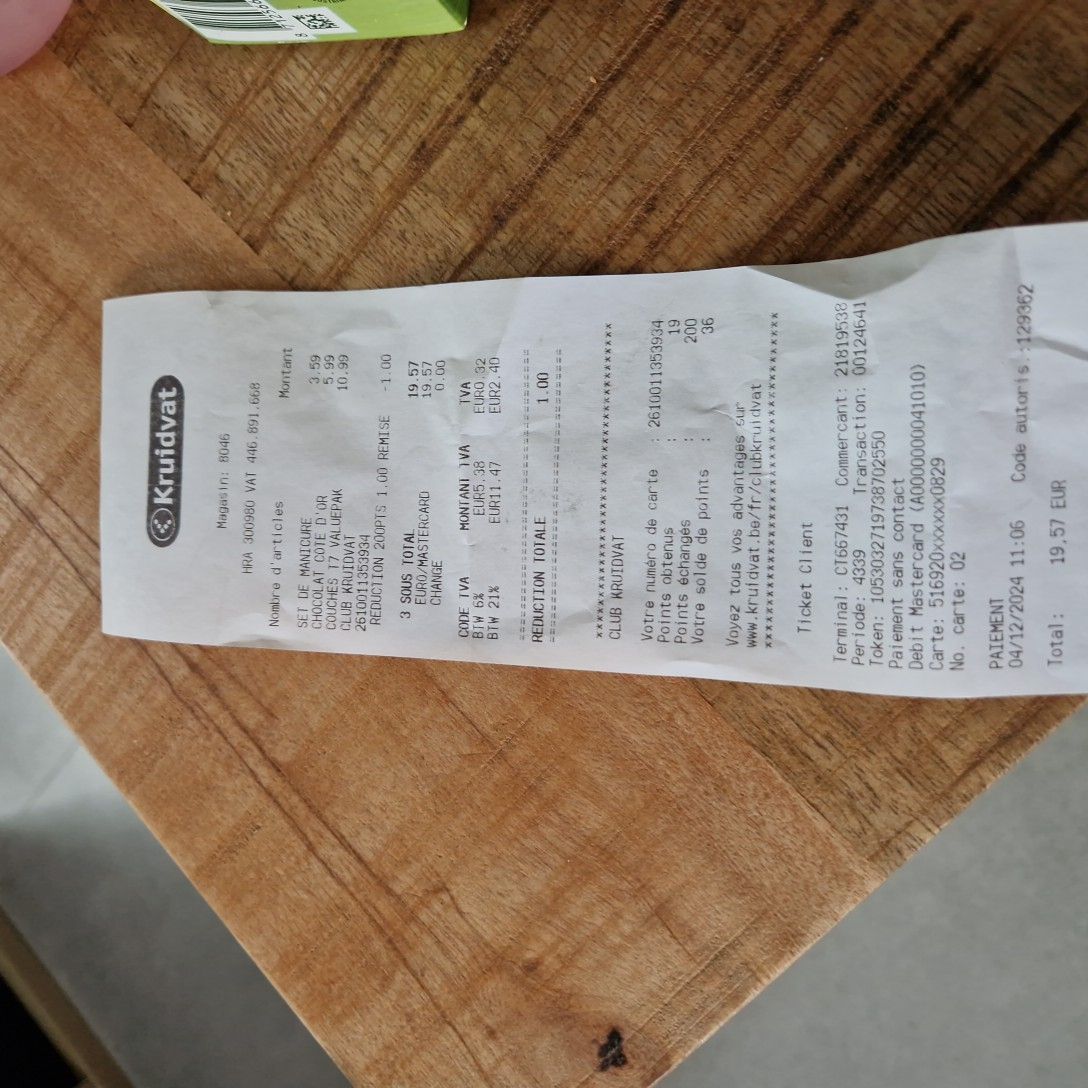 Kruidvat
Magasin: 8046
HRA 300980 VAT 446.891.668
Nombre d'articles Montant
SET DE MANICURE 3.59
CHOCOLAT COTE D'OR 5.99
COUCHES T7 VALUEPAK 10.99
CLUB KRUIDVAT
2610011353934
REDUCTION 200PTS 1.00 REMISE -1.00
3 SOUS TOTAL 19.57
EURO/MASTERCARD 19.57
CHANGE 0.00
CODE TVA MONTANT TVA TVA
BTW 6% EUR5.38 EUR0.32
BTW 21% EUR11.47 EUR2.40
REDUCTION TOTALE 1.00
CLUB KRUIDVAT
Votre numéro de carte : 2610011353934
Points obtenus : 19
Points échangés : 200
Votre solde de points : 36
Voyez tous vos avantages sur
www.kruidvat.be/fr/clubkruidvat
Ticket Client
Terminal: CT667431 Commercant: 21819538
Periode: 4339 Transaction: 00124641
Token: 1053032719738702550
Paiement sans contact
Debit Mastercard (A0000000041010)
Carte: 516920xxxxxx0829
No. carte: 02
PAIEMENT
04/12/2024 11:06 Code autoris.:129362
Total: 19,57 EUR